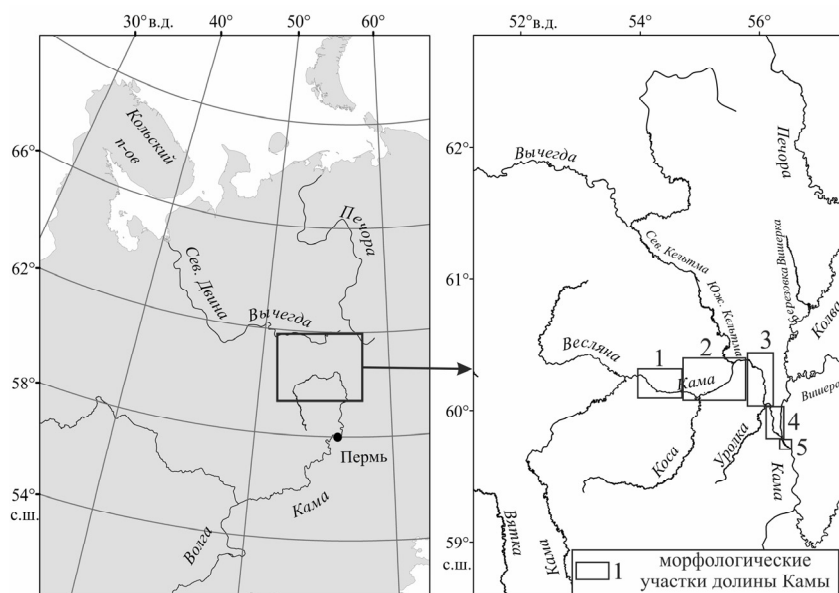 30° в.д.
40°
50°
60°
66°
62°
58°
54°
с.ш.
Кольский
п-ов
Печора
Сев. Двина
Вычегда
Пермь
Кама
Волга
52°
в.д.
54°
56°
62°
61°
60°
59°
с.ш.
Вычегда
Печора
Сев. Кельтма
Юж. Кельтма
Березовка
Вишерка
Колва
Весляна
1
2
3
Кама
Вишера
4
5
Коса
Уролка
Кама
Вятка
Кама
1
морфологические
участки долины Камы